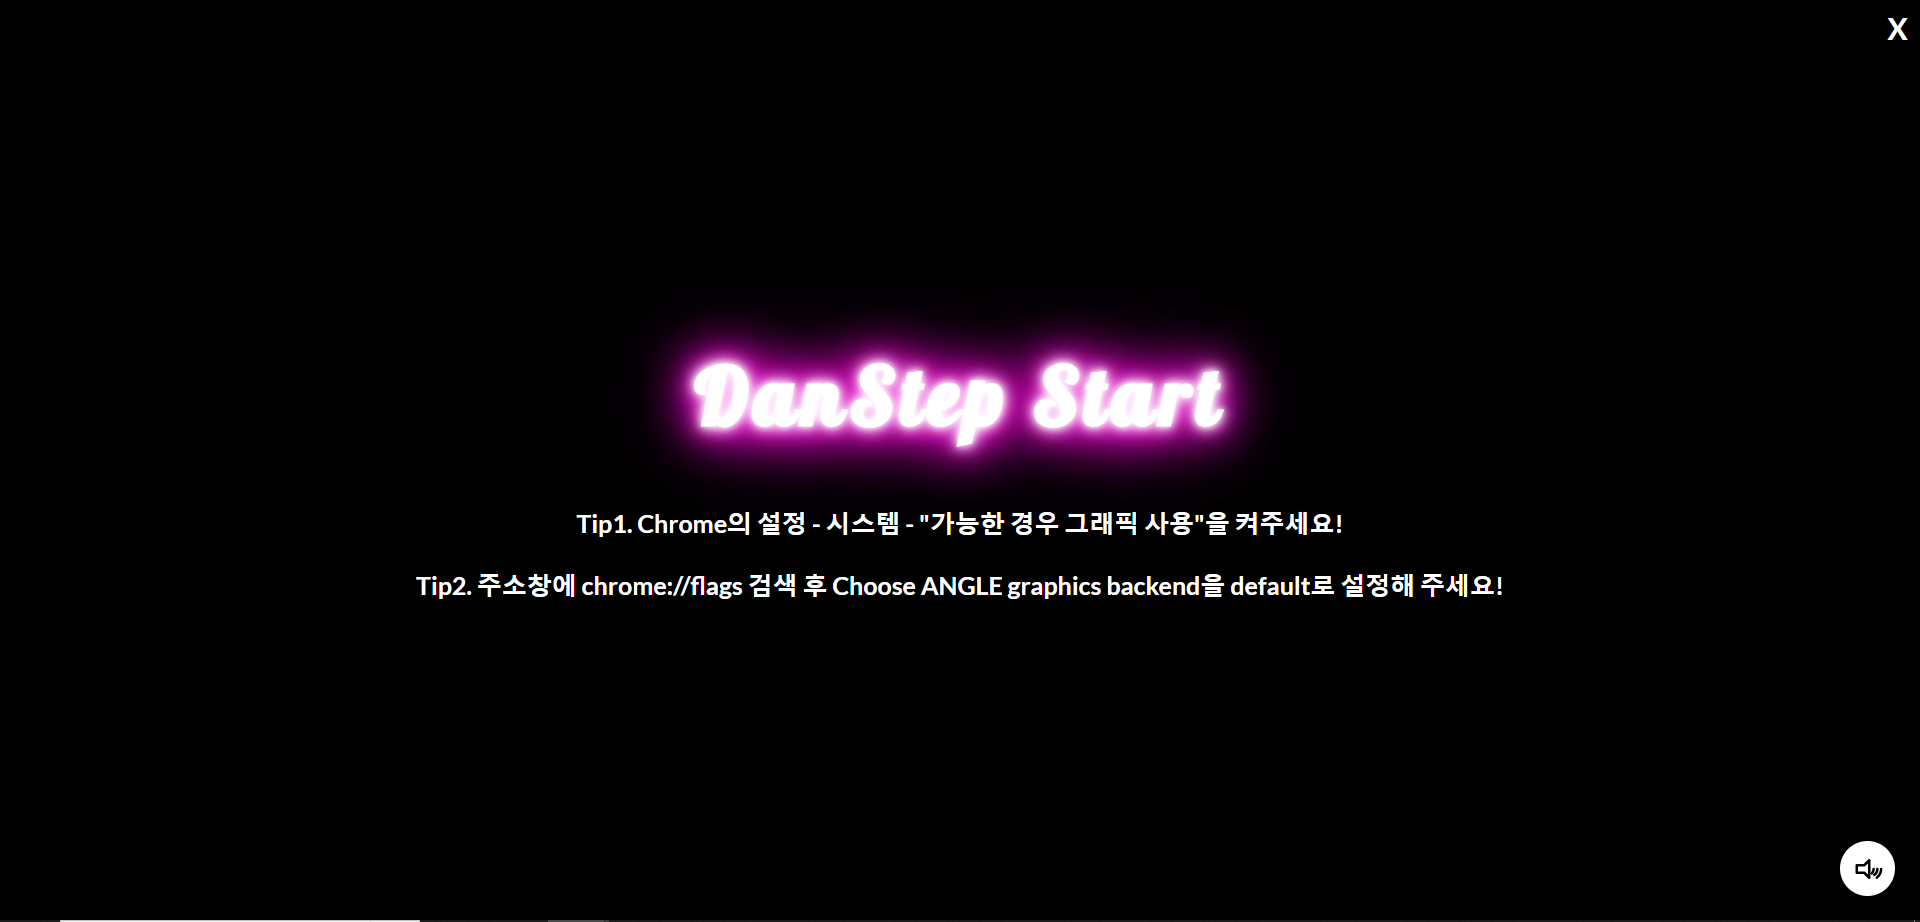 X
DanStep Start
Tip1. Chrome의 설정 - 시스템 - "가능한 경우 그래픽 사용"을 켜주세요!
Tip2. 주소창에 chrome://flags 검색 후 Choose ANGLE graphics backend을 default로 설정해 주세요!